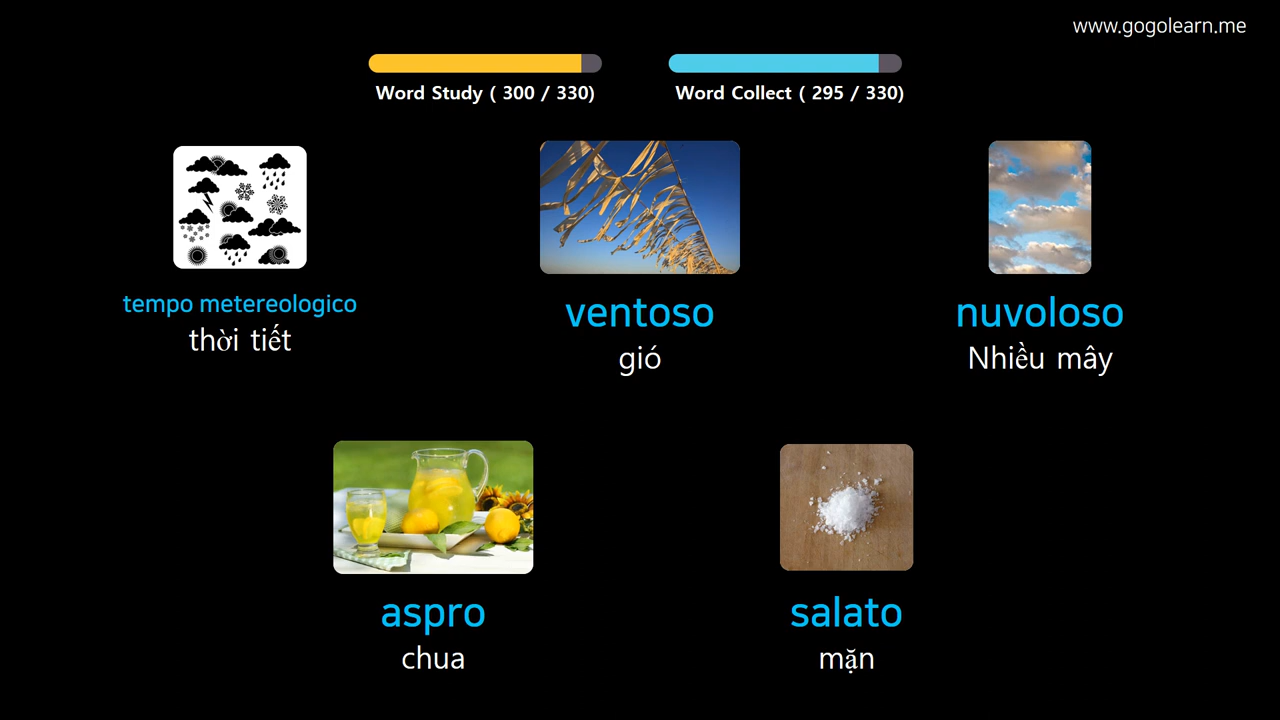 www.gogolearn.me
Word Study ( 300 / 330)
Word Collect ( 295 / 330)
tempo metereologico
thời tiết
ventoso
gió
nuvoloso
Nhiều mây
aspro
chua
salato
mặn